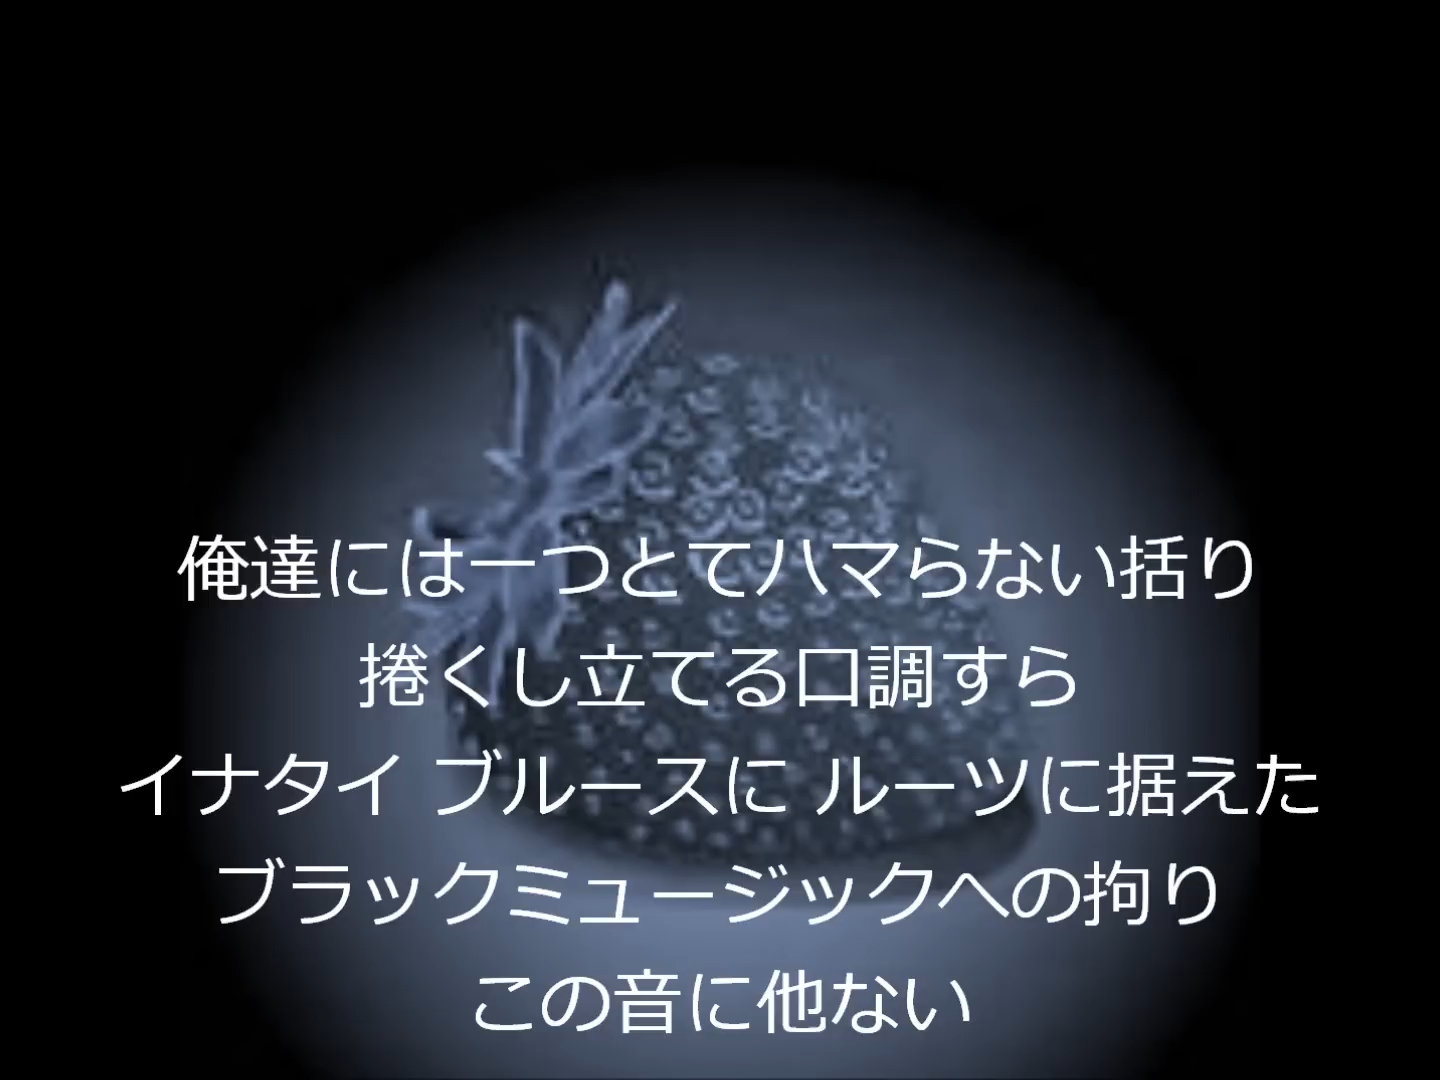 俺達には一つとてハマらない括り
捲くし立てる口調すら
イナタイ ブルースに ルーツに据えた
ブラックミュージックへの拘り
この音に他ない